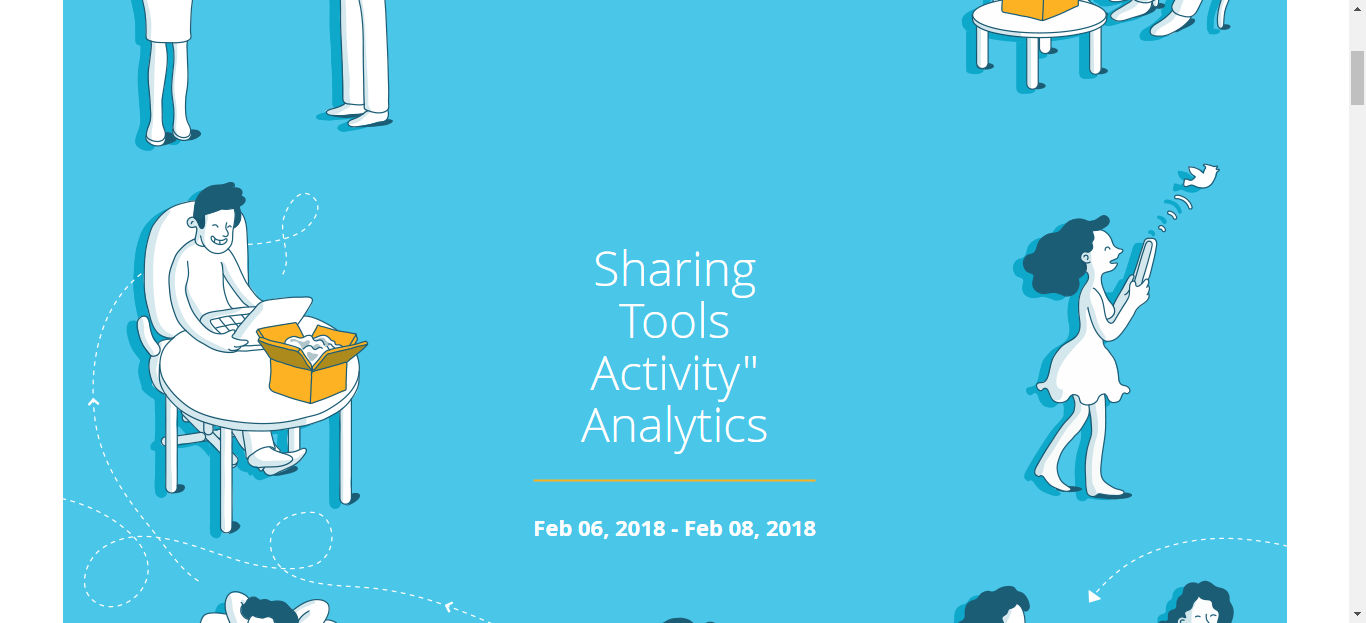 Sharing
Tools
Activity"
Analytics
Feb 06, 2018 - Feb 08, 2018